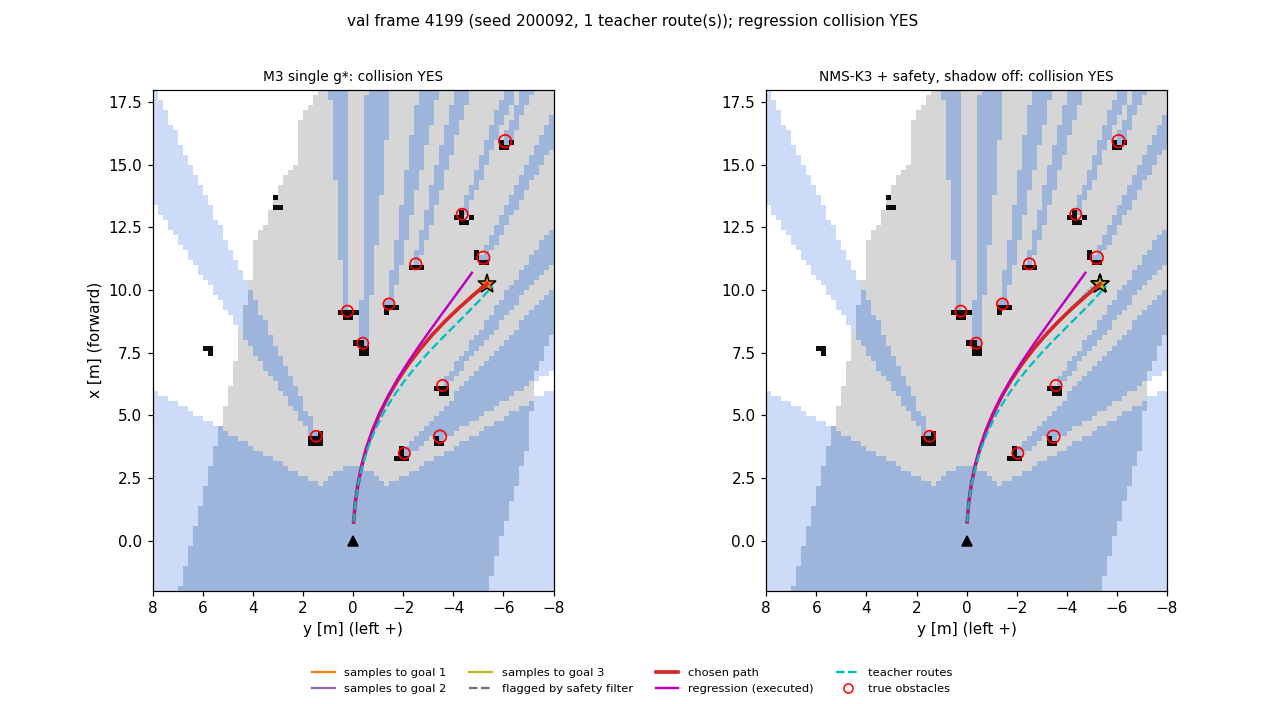 val frame 4199 (seed 200092, 1 teacher route(s)); regression collision YES
M3 single g*: collision YES
NMS-K3 + safety, shadow off: collision YES
17.5
15.0
12.5
10.0
7.5
5.0
2.5
0.0
x [m] (forward)
8 6 4 2 0 −2 −4 −6 −8
y [m] (left +)
17.5
15.0
12.5
10.0
7.5
5.0
2.5
0.0
8 6 4 2 0 −2 −4 −6 −8
y [m] (left +)
samples to goal 1
samples to goal 2
samples to goal 3
flagged by safety filter
chosen path
regression (executed)
teacher routes
true obstacles